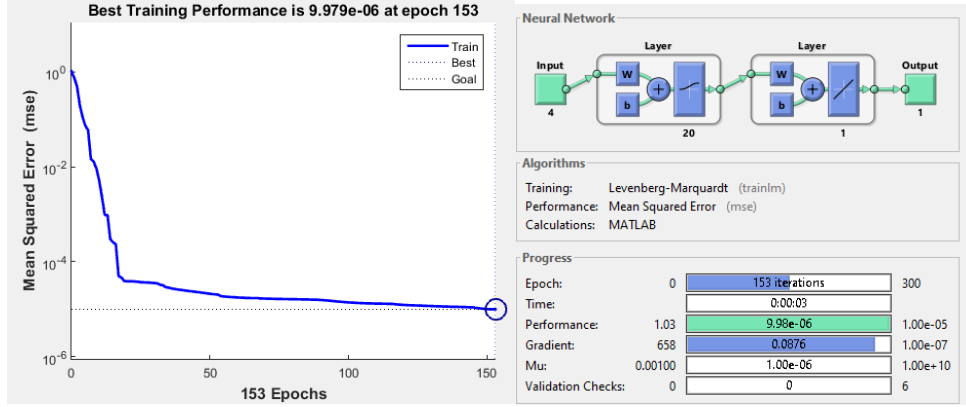 Best Training Performance is 9.979e-06 at epoch 153
Mean Squared Error (mse)
10^0
10^-2
10^-4
10^-6
0
50
100
150
153 Epochs
Train
Best
Goal
Neural Network
Layer
Layer
Input
Output
W
W
b
b
4
20
1
1
Algorithms
Training: Levenberg-Marquardt (trainlm)
Performance: Mean Squared Error (mse)
Calculations: MATLAB
Progress
Epoch: 0 153 iterations 300
Time: 0:00:03
Performance: 1.03 9.98e-06 1.00e-05
Gradient: 658 0.0876 1.00e-07
Mu: 0.00100 1.00e-06 1.00e+10
Validation Checks: 0 0 6